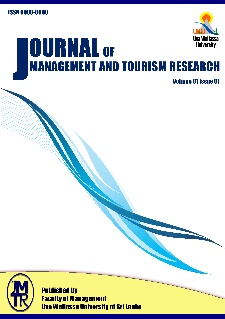 ISSN 0000-0000
Uva Wellassa
University
JOURNAL OF
MANAGEMENT AND TOURISM RESEARCH
Volume 01 Issue 01
JMTR
Published By
Faculty of Management
Uva Wellassa University of Sri Lanka